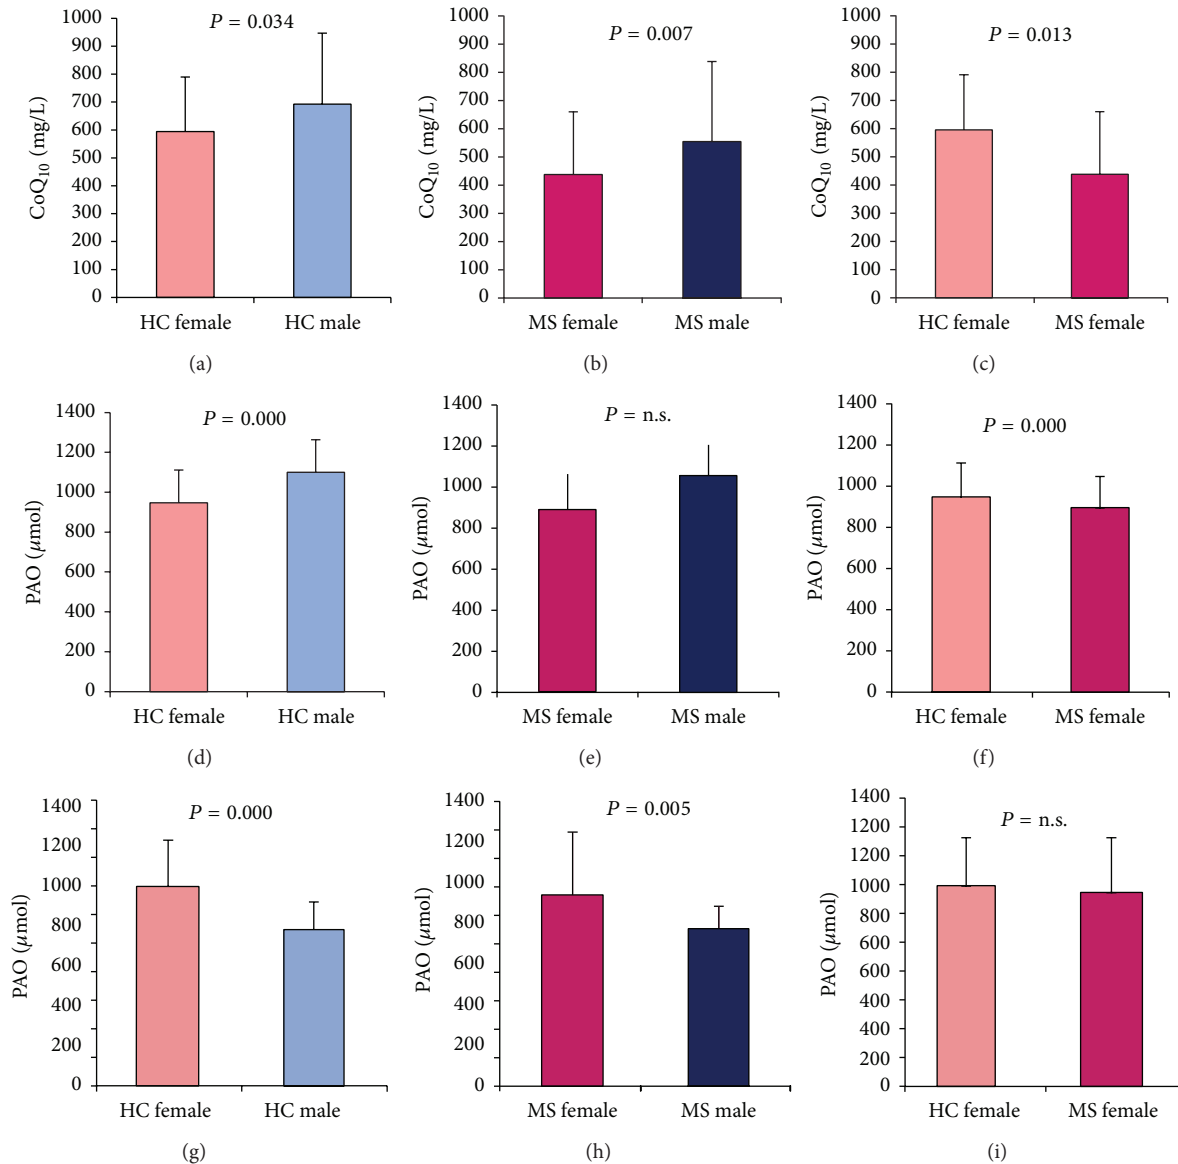 P = 0.034
CoQ10 (mg/L)
1000
900
800
700
600
500
400
300
200
100
0
HC female HC male
(a)
P = 0.007
CoQ10 (mg/L)
1000
900
800
700
600
500
400
300
200
100
0
MS female MS male
(b)
P = 0.013
CoQ10 (mg/L)
1000
900
800
700
600
500
400
300
200
100
0
HC female MS female
(c)
P = 0.000
PAO (μmol)
1400
1200
1000
800
600
400
200
0
HC female HC male
(d)
P = n.s.
PAO (μmol)
1400
1200
1000
800
600
400
200
0
MS female MS male
(e)
P = 0.000
PAO (μmol)
1400
1200
1000
800
600
400
200
0
HC female MS female
(f)
P = 0.000
PAO (μmol)
1400
1200
1000
800
600
400
200
0
HC female HC male
(g)
P = 0.005
PAO (μmol)
1400
1200
1000
800
600
400
200
0
MS female MS male
(h)
P = n.s.
PAO (μmol)
1400
1200
1000
800
600
400
200
0
HC female MS female
(i)